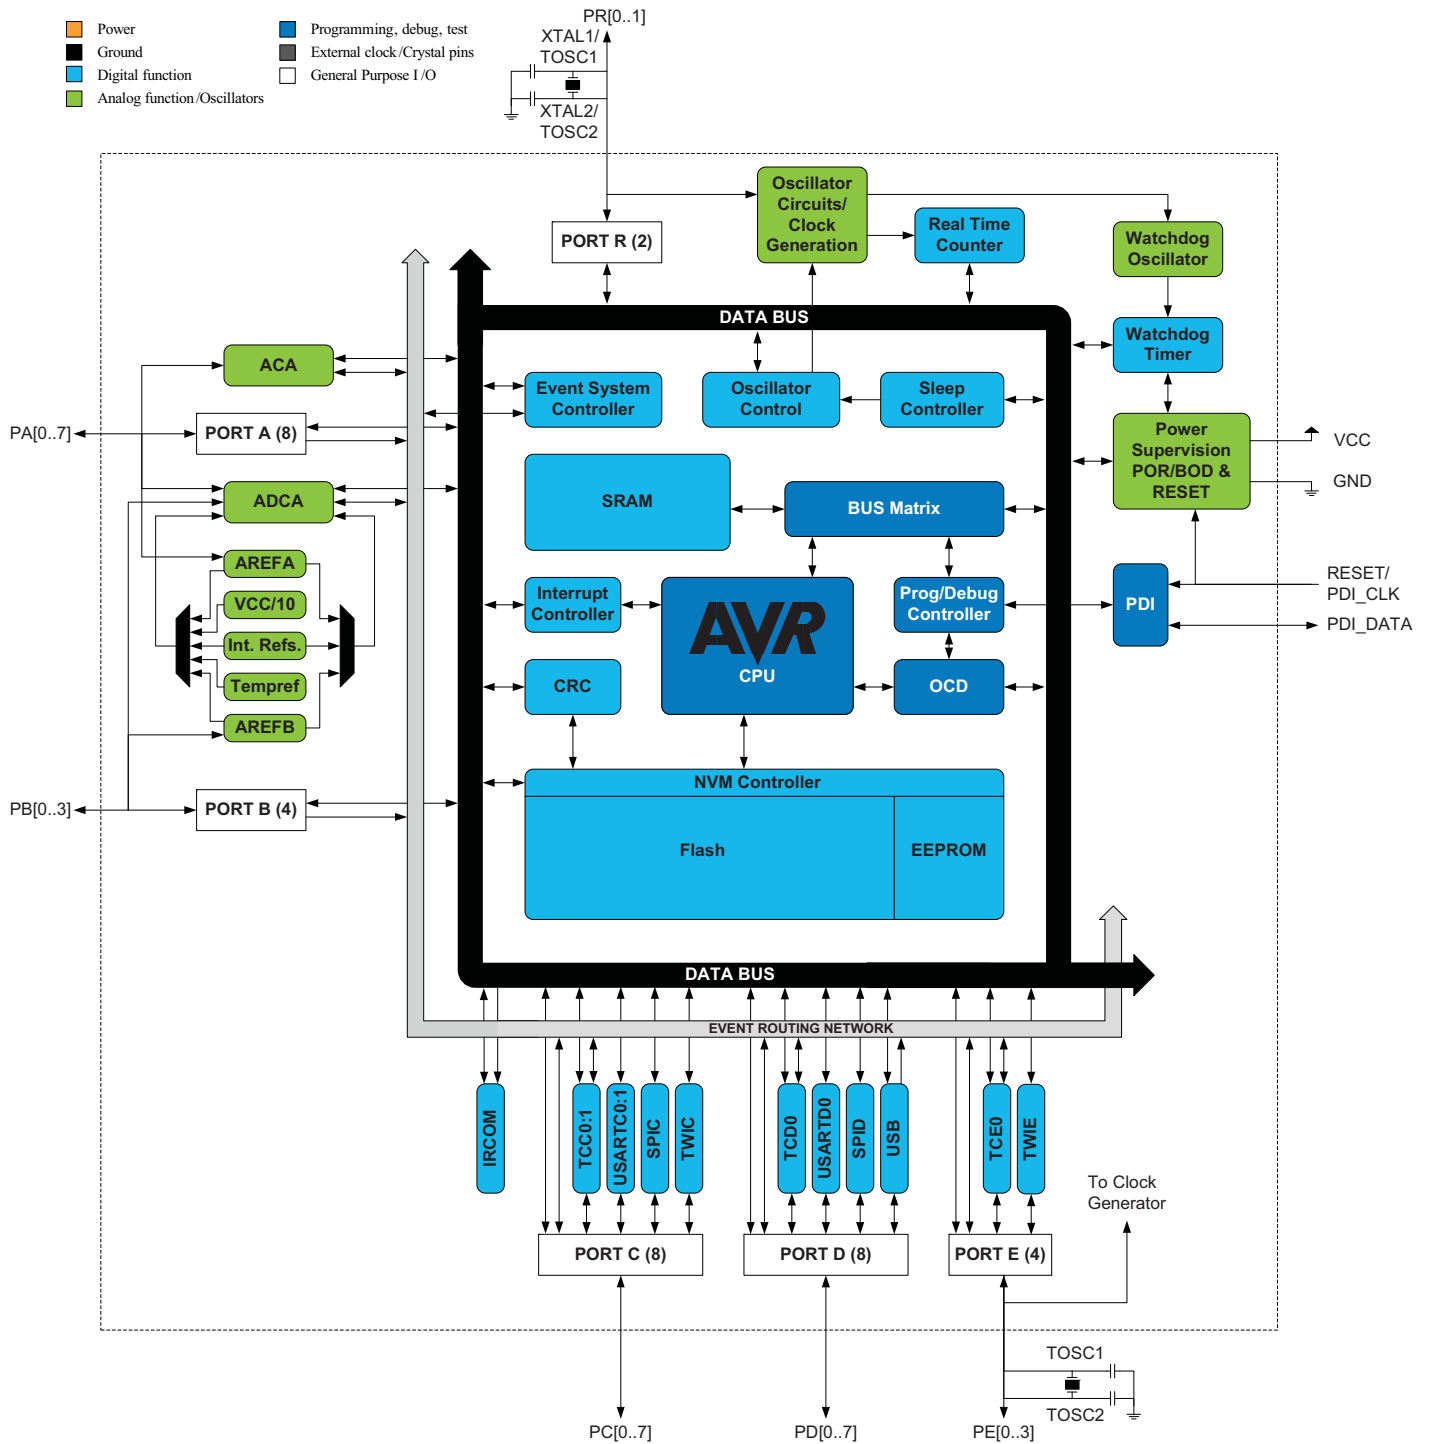 Power
Ground
Digital function
Analog function/Oscillators
Programming, debug, test
External clock/Crystal pins
General Purpose I/O
PR[0..1]
XTAL1/
TOSC1
XTAL2/
TOSC2
PORT R (2)
Oscillator
Circuits/
Clock
Generation
Real Time
Counter
Watchdog
Oscillator
DATA BUS
Watchdog
Timer
ACA
Event System
Controller
Oscillator
Control
Sleep
Controller
PA[0..7]
PORT A (8)
Power
Supervision
POR/BOD &
RESET
VCC
GND
ADCA
SRAM
BUS Matrix
AREFA
VCC/10
Int. Refs.
Tempref
AREFB
Interrupt
Controller
AVR
CPU
Prog/Debug
Controller
PDI
RESET/
PDI_CLK
PDI_DATA
CRC
OCD
NVM Controller
Flash
EEPROM
PB[0..3]
PORT B (4)
DATA BUS
EVENT ROUTING NETWORK
IRCOM
TCC0:1
USARTC0:1
SPIC
TWIC
TCD0
USARTD0
SPID
USB
TCE0
TWIE
To Clock
Generator
PORT C (8)
PORT D (8)
PORT E (4)
TOSC1
TOSC2
PC[0..7]
PD[0..7]
PE[0..3]